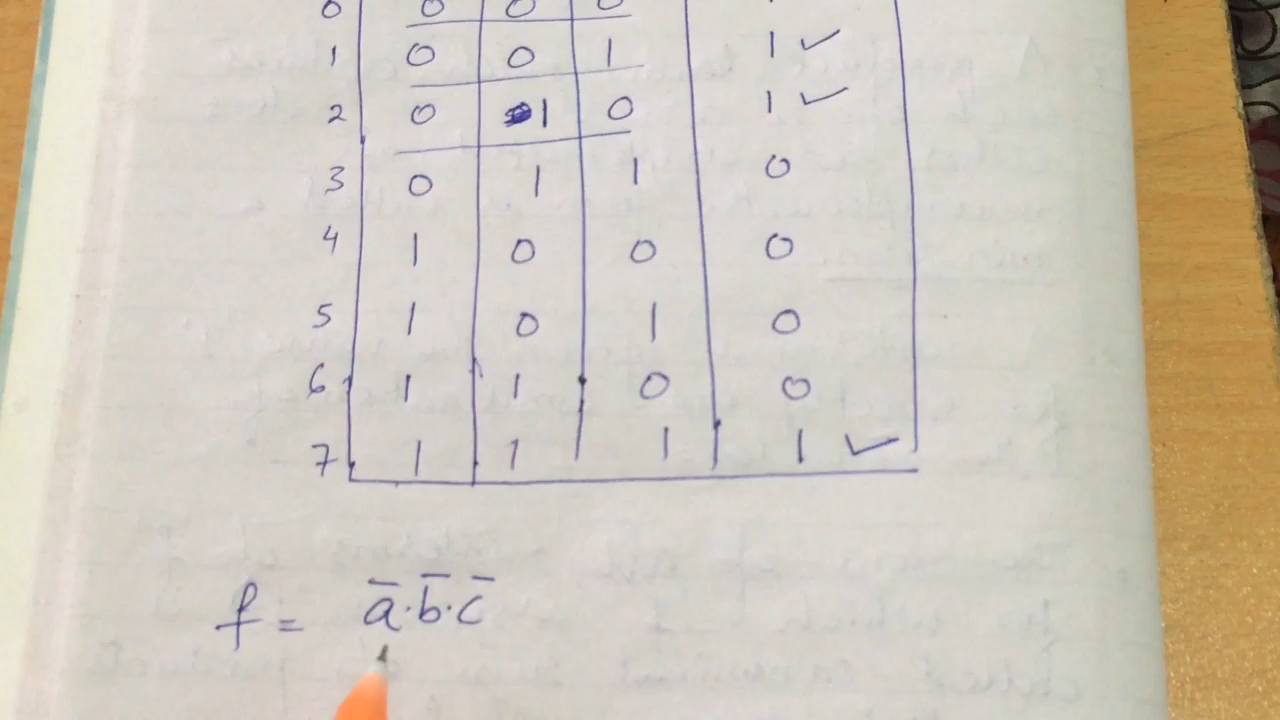 0 0 0 0
1 0 0 1 1 ✓
2 0 1 0 1 ✓
3 0 1 1 0
4 1 0 0 0
5 1 0 1 0
6 1 1 0 0
7 1 1 1 1 ✓
f = a̅·b̅·c̅